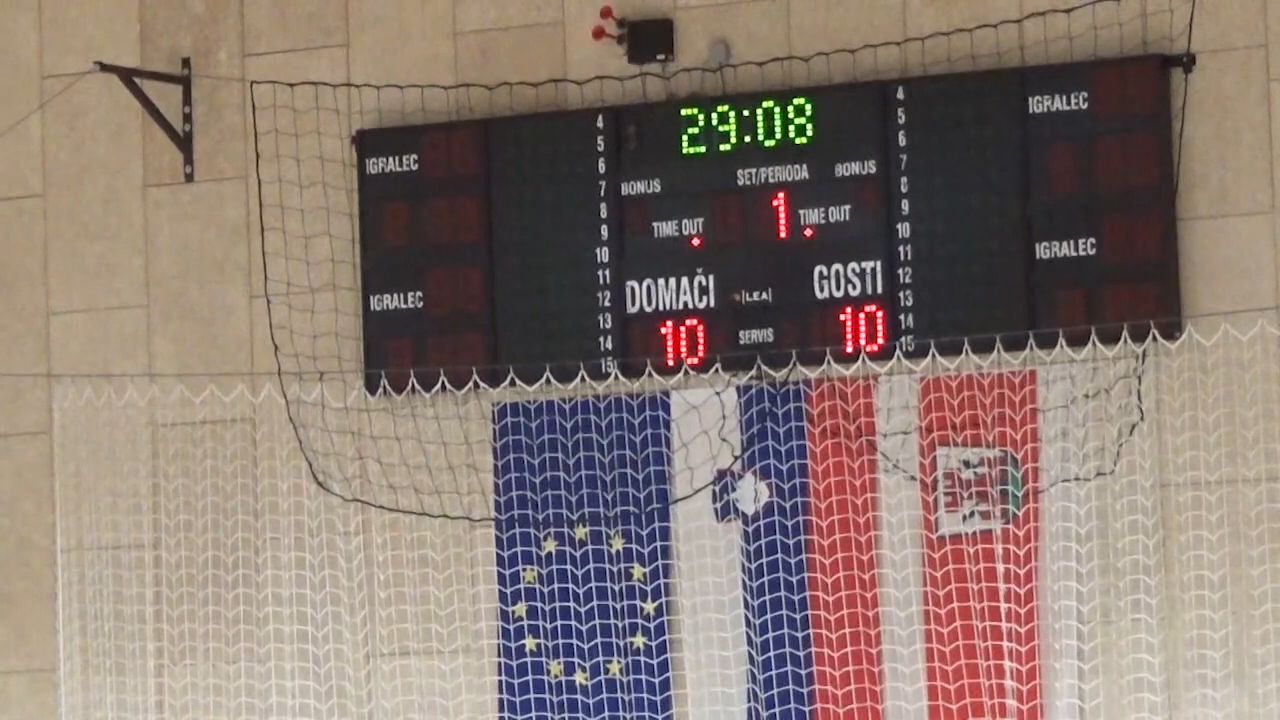 29:08
SET/PERIODA
BONUS
BONUS
1
TIME OUT
TIME OUT
DOMAČI
LEA
GOSTI
10
SERVIS
10
IGRALEC
IGRALEC
4
5
6
7
8
9
10
11
12
13
14
15
4
5
6
7
8
9
10
11
12
13
14
15
IGRALEC
IGRALEC